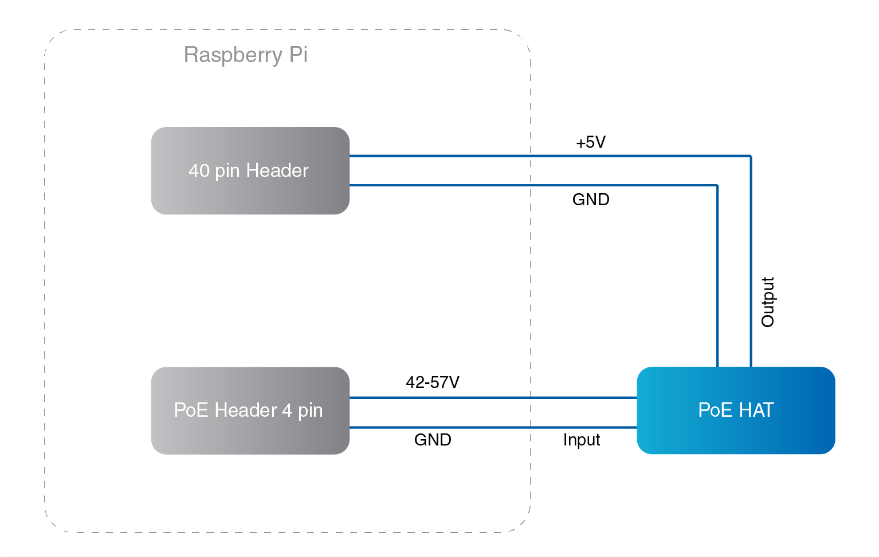 Raspberry Pi
40 pin Header
+5V
GND
Output
PoE Header 4 pin
42-57V
GND
Input
PoE HAT